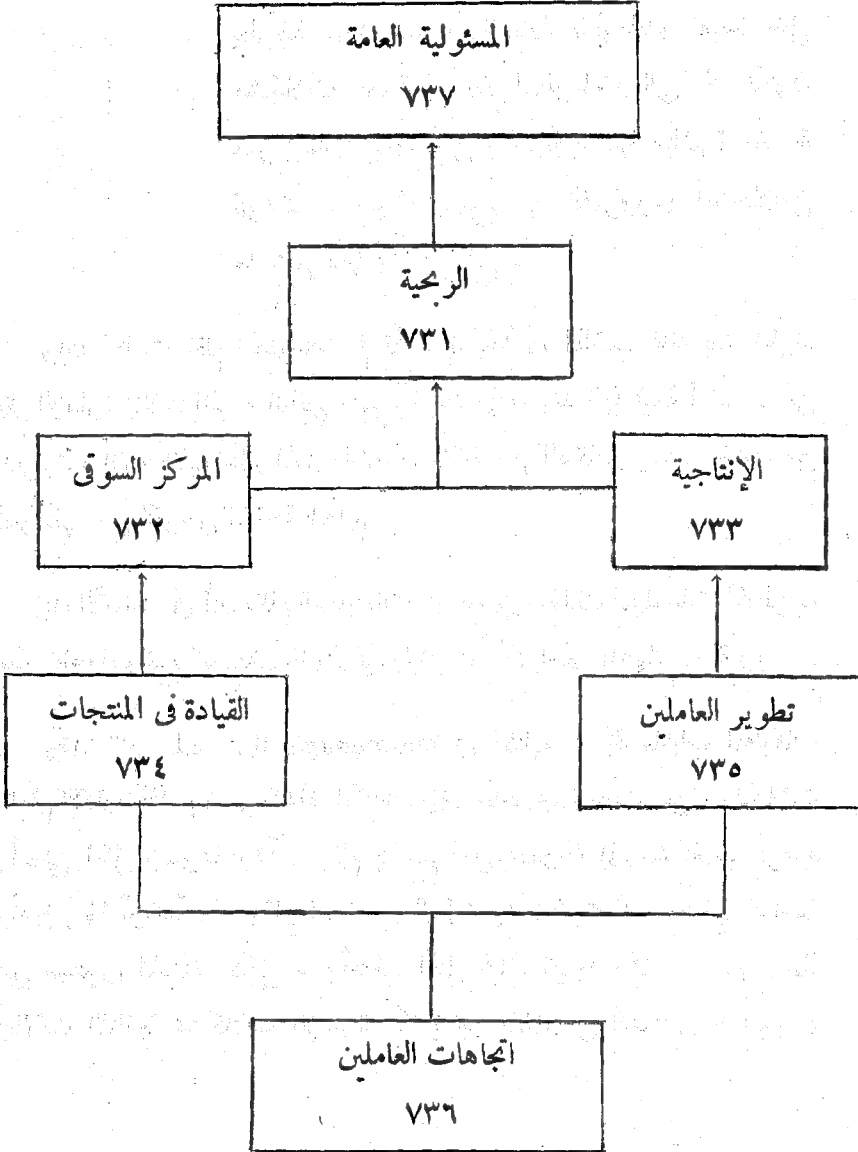 المسئولية العامة
٧٣٧
الربحية
٧٣١
الإنتاجية
٧٣٣
المركز السوقى
٧٣٢
تطوير العاملين
٧٣٥
القيادة فى المنتجات
٧٣٤
اتجاهات العاملين
٧٣٦